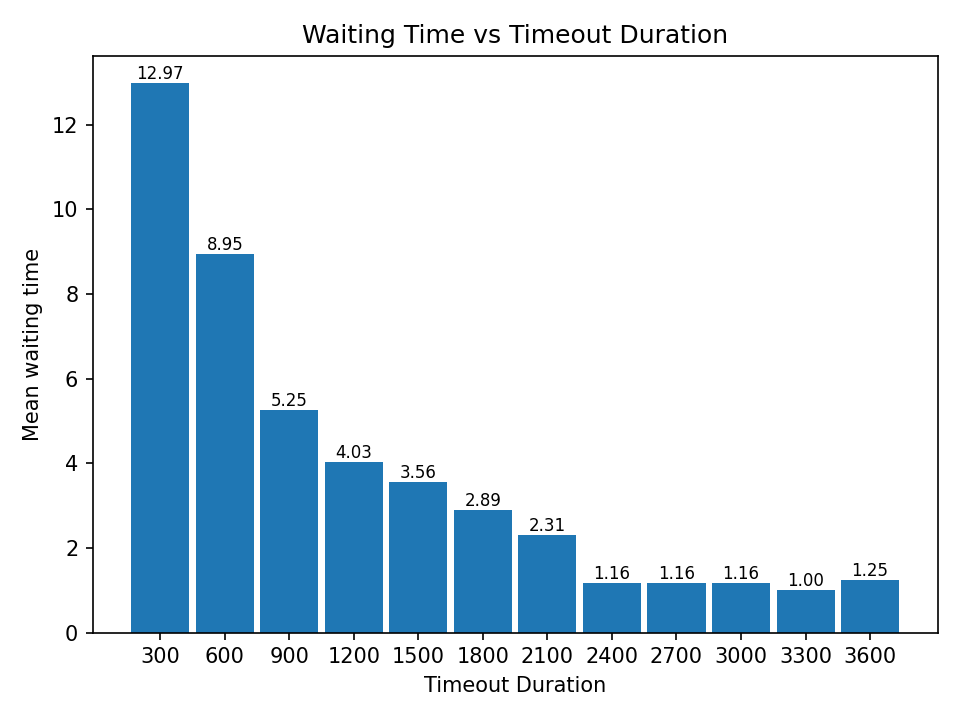 Waiting Time vs Timeout Duration
12.97
12
10
8.95
8
Mean waiting time
6
5.25
4.03
4
3.56
2.89
2.31
2
1.16 1.16 1.16 1.00 1.25
0
300 600 900 1200 1500 1800 2100 2400 2700 3000 3300 3600
Timeout Duration